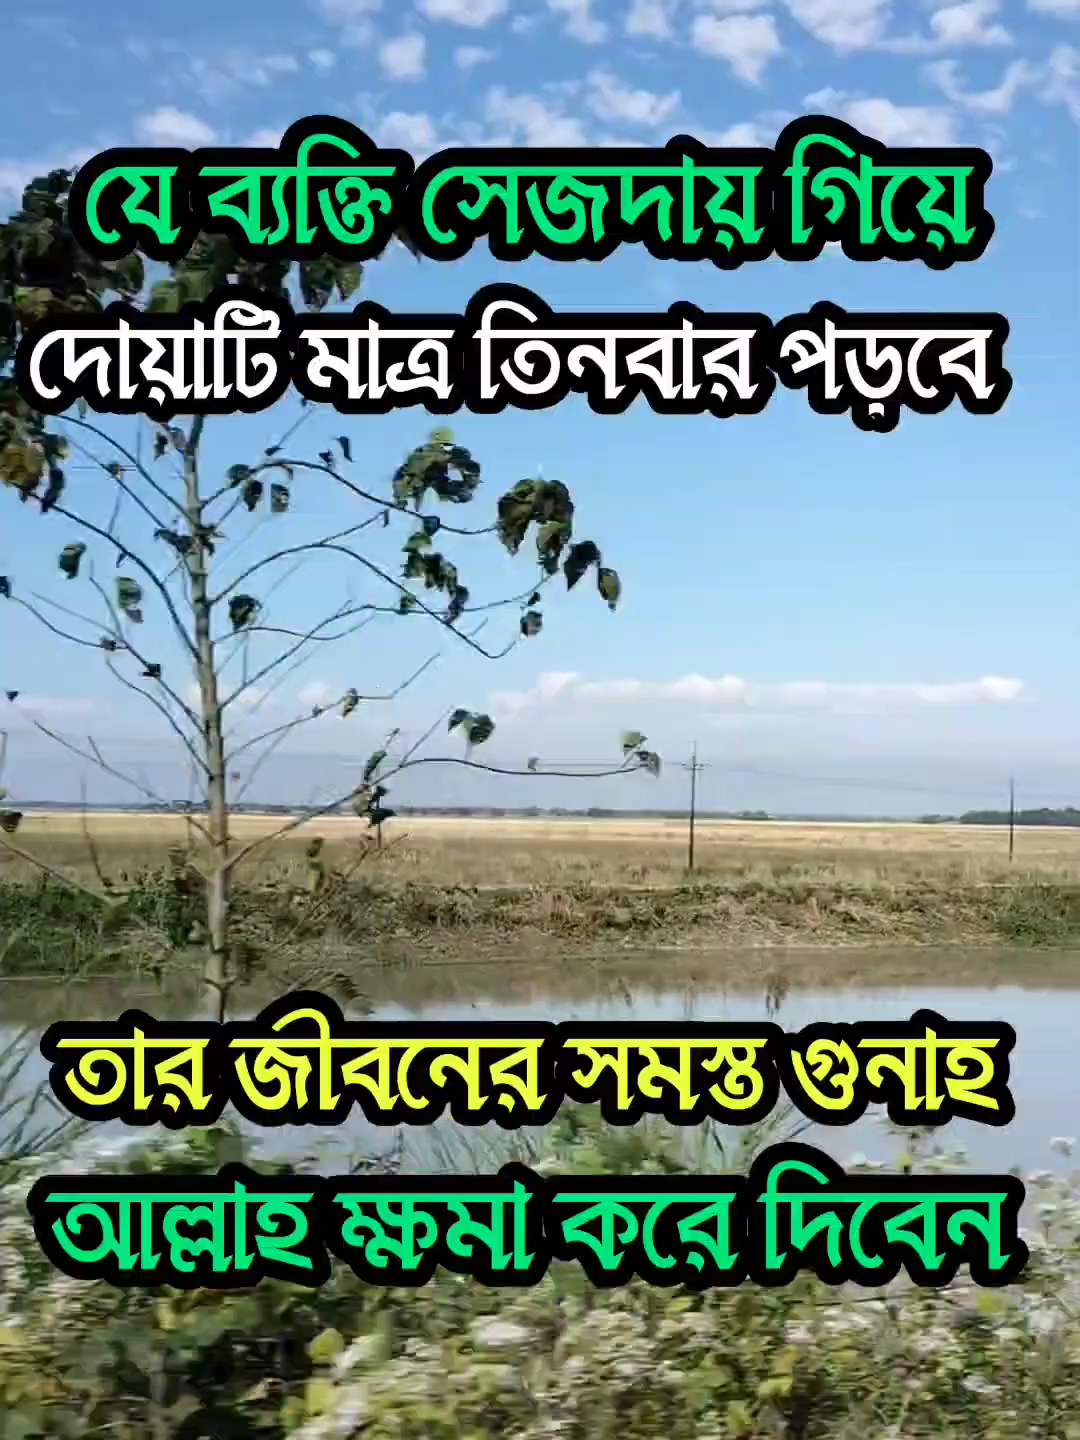 যে ব্যক্তি সেজদায় গিয়ে
দোয়াটি মাত্র তিনবার পড়বে
তার জীবনের সমস্ত গুনাহ
আল্লাহ ক্ষমা করে দিবেন